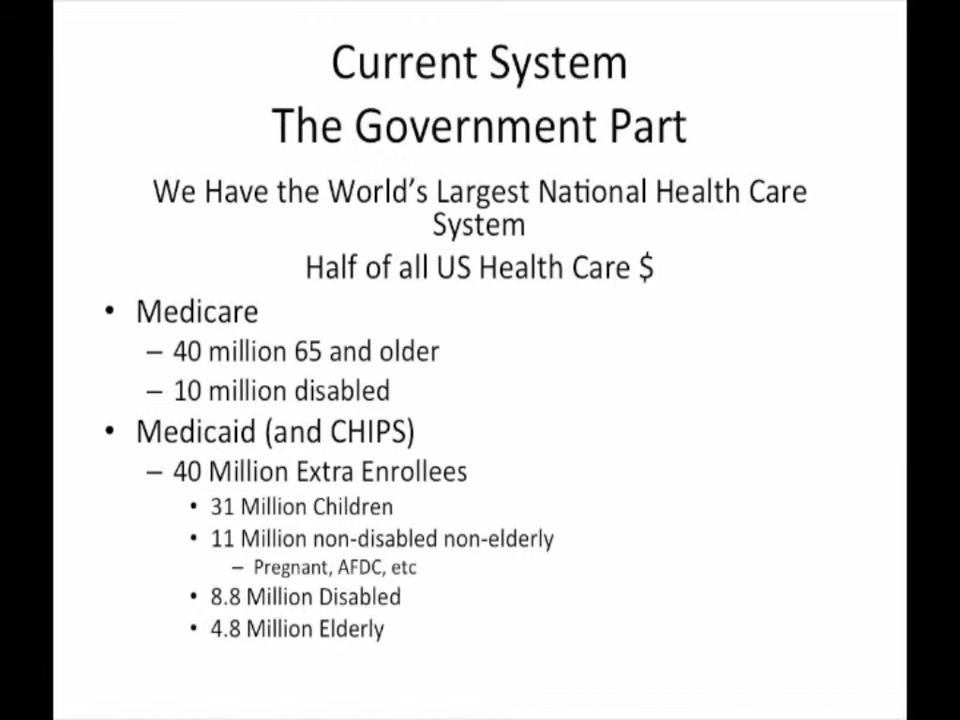 Current System
The Government Part
We Have the World's Largest National Health Care
System
Half of all US Health Care $
• Medicare
– 40 million 65 and older
– 10 million disabled
• Medicaid (and CHIPS)
– 40 Million Extra Enrollees
• 31 Million Children
• 11 Million non-disabled non-elderly
– Pregnant, AFDC, etc
• 8.8 Million Disabled
• 4.8 Million Elderly